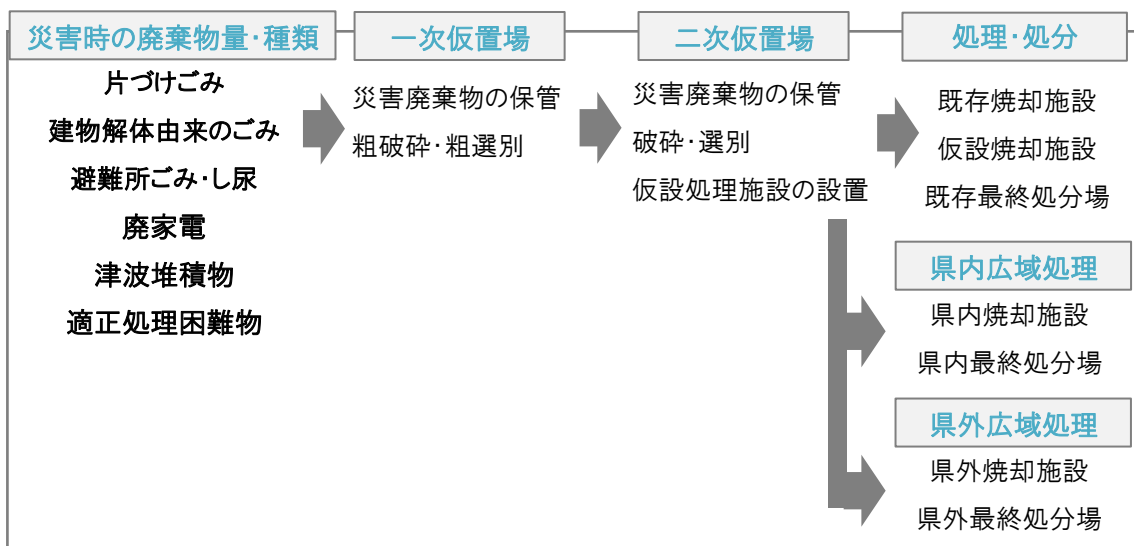 災害時の廃棄物量・種類
片づけごみ
建物解体由来のごみ
避難所ごみ・し尿
廃家電
津波堆積物
適正処理困難物
一次仮置場
災害廃棄物の保管
粗破砕・粗選別
二次仮置場
災害廃棄物の保管
破砕・選別
仮設処理施設の設置
処理・処分
既存焼却施設
仮設焼却施設
既存最終処分場
県内広域処理
県内焼却施設
県内最終処分場
県外広域処理
県外焼却施設
県外最終処分場